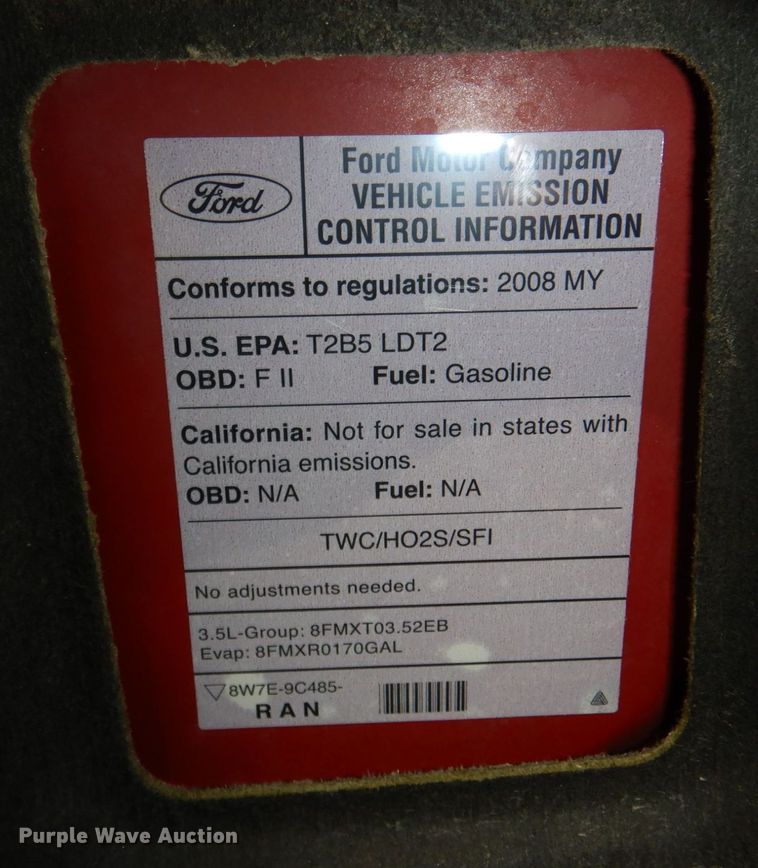 Ford
Ford Motor Company
VEHICLE EMISSION
CONTROL INFORMATION
Conforms to regulations: 2008 MY
U.S. EPA: T2B5 LDT2
OBD: F II Fuel: Gasoline
California: Not for sale in states with
California emissions.
OBD: N/A Fuel: N/A
TWC/HO2S/SFI
No adjustments needed.
3.5L-Group: 8FMXT03.52EB
Evap: 8FMXR0170GAL
8W7E-9C485-
RAN
Purple Wave Auction